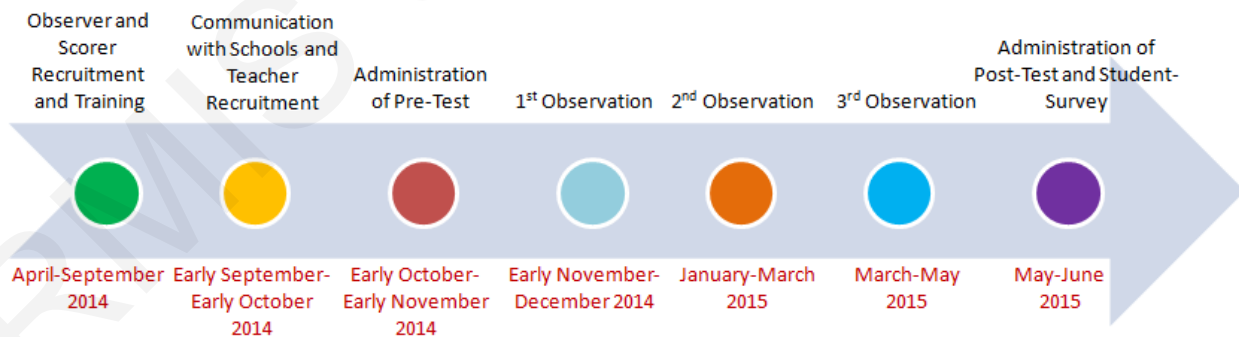 Observer and
Scorer
Recruitment
and Training
Communication
with Schools and
Teacher
Recruitment
Administration
of Pre-Test
1st Observation
2nd Observation
3rd Observation
Administration of
Post-Test and Student-
Survey
April-September
2014
Early September-
Early October
2014
Early October-
Early November
2014
Early November-
December 2014
January-March
2015
March-May
2015
May-June
2015